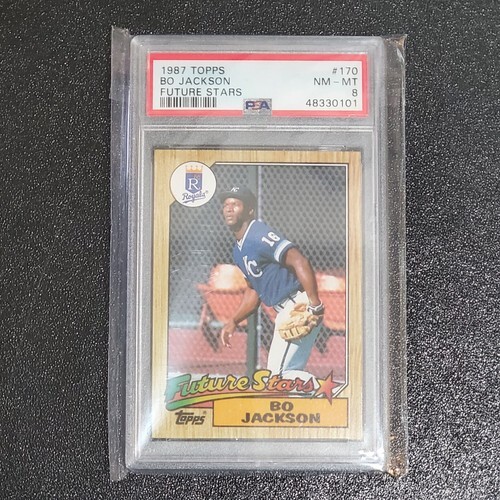 1987 TOPPS #170
BO JACKSON NM - MT
FUTURE STARS 8
PSA 48330101
R
Royals
KC
16
KC
Future Stars
topps
BO
JACKSON